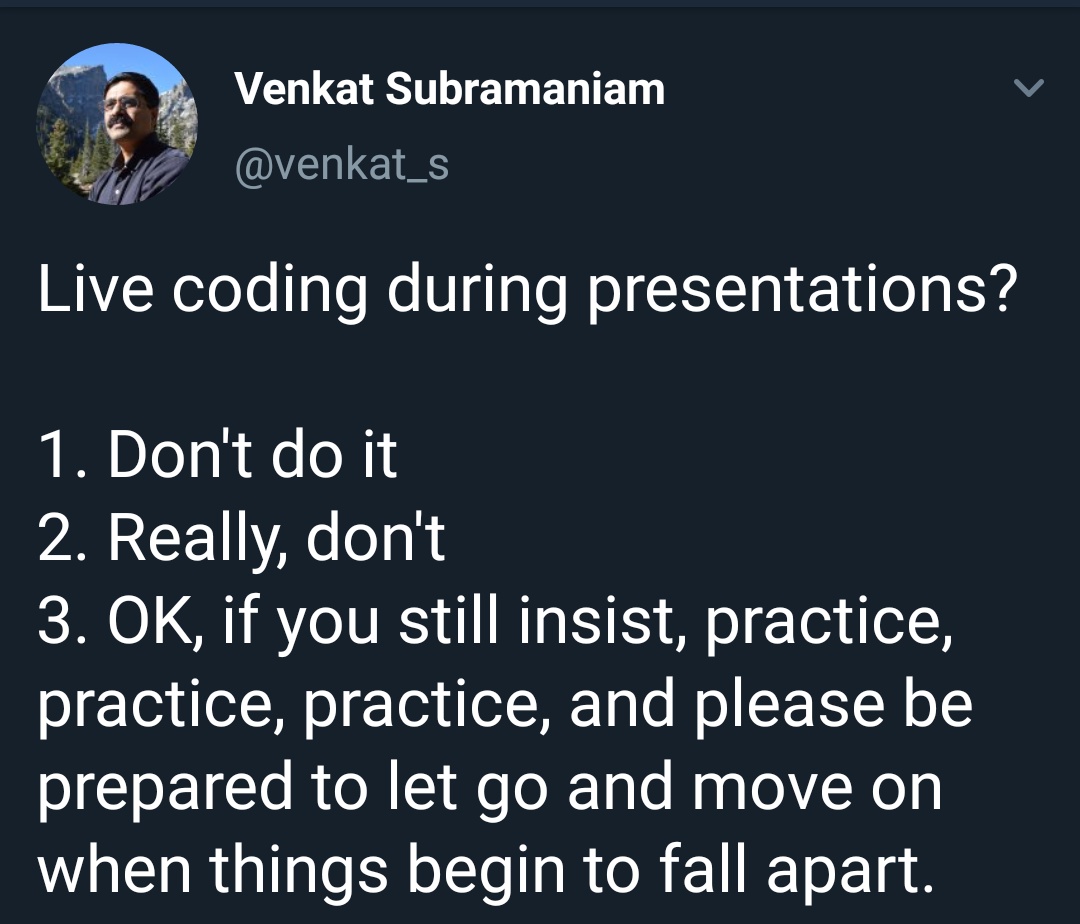 Venkat Subramaniam
@venkat_s
Live coding during presentations?
1. Don't do it
2. Really, don't
3. OK, if you still insist, practice,
practice, practice, and please be
prepared to let go and move on
when things begin to fall apart.